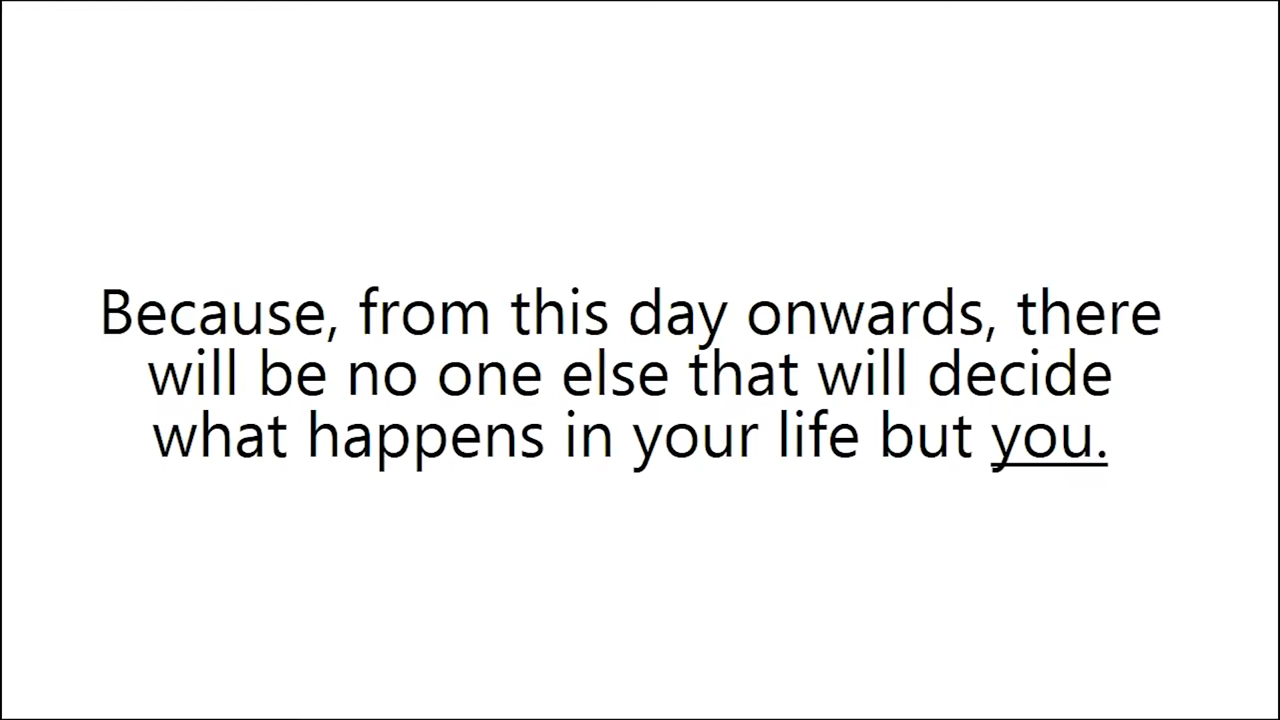 Because, from this day onwards, there
will be no one else that will decide
what happens in your life but you.